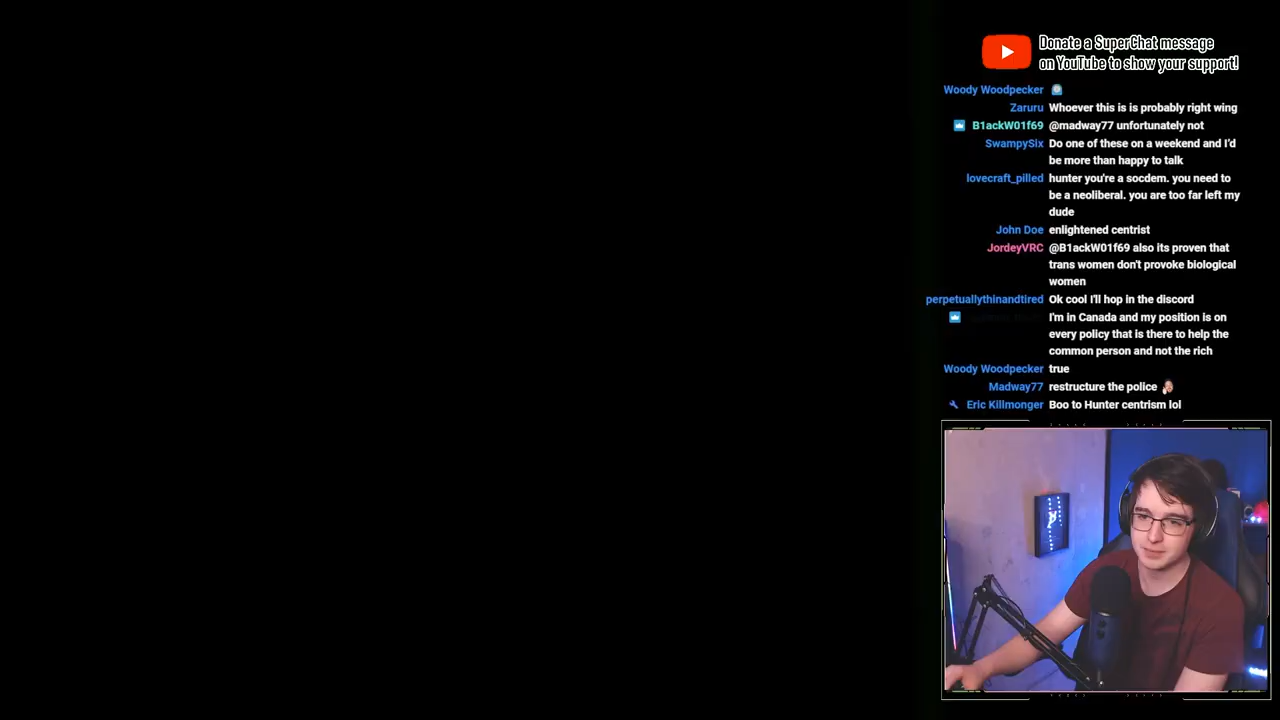 Donate a SuperChat message
on YouTube to show your support!
Woody Woodpecker
Zaruru Whoever this is is probably right wing
B1ackW01f69 @madway77 unfortunately not
SwampySix Do one of these on a weekend and I'd
be more than happy to talk
lovecraft_pilled hunter you're a socdem. you need to
be a neoliberal. you are too far left my
dude
John Doe enlightened centrist
JordeyVRC @B1ackW01f69 also its proven that
trans women don't provoke biological
women
perpetuallythinandtired Ok cool I'll hop in the discord
I'm in Canada and my position is on
every policy that is there to help the
common person and not the rich
Woody Woodpecker true
Madway77 restructure the police
Eric Killmonger Boo to Hunter centrism lol